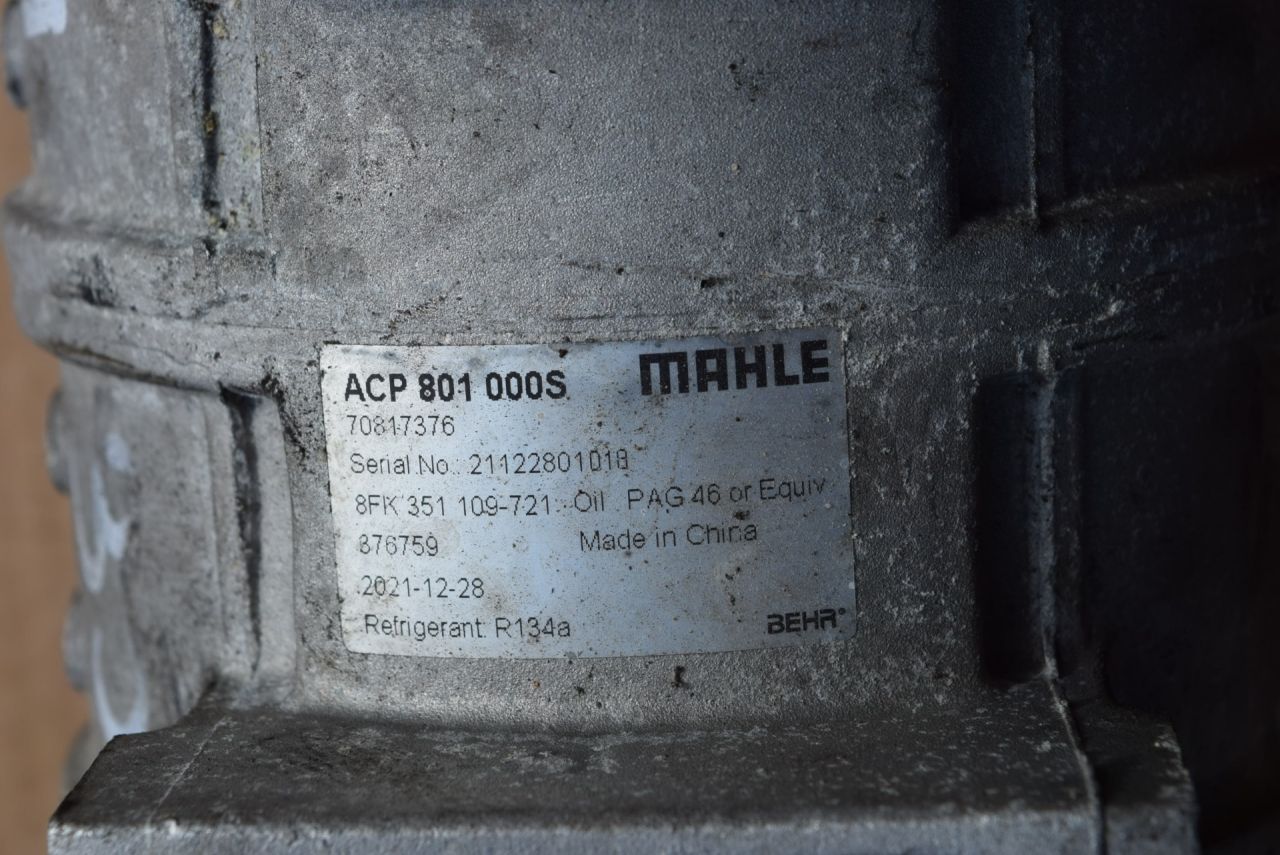 ACP 801 000S MAHLE
70817376
Serial No.: 21122801018
8FK 351 109-721 Oil: PAG 46 or Equiv
876759 Made in China
2021-12-28
Refrigerant: R134a BEHR®